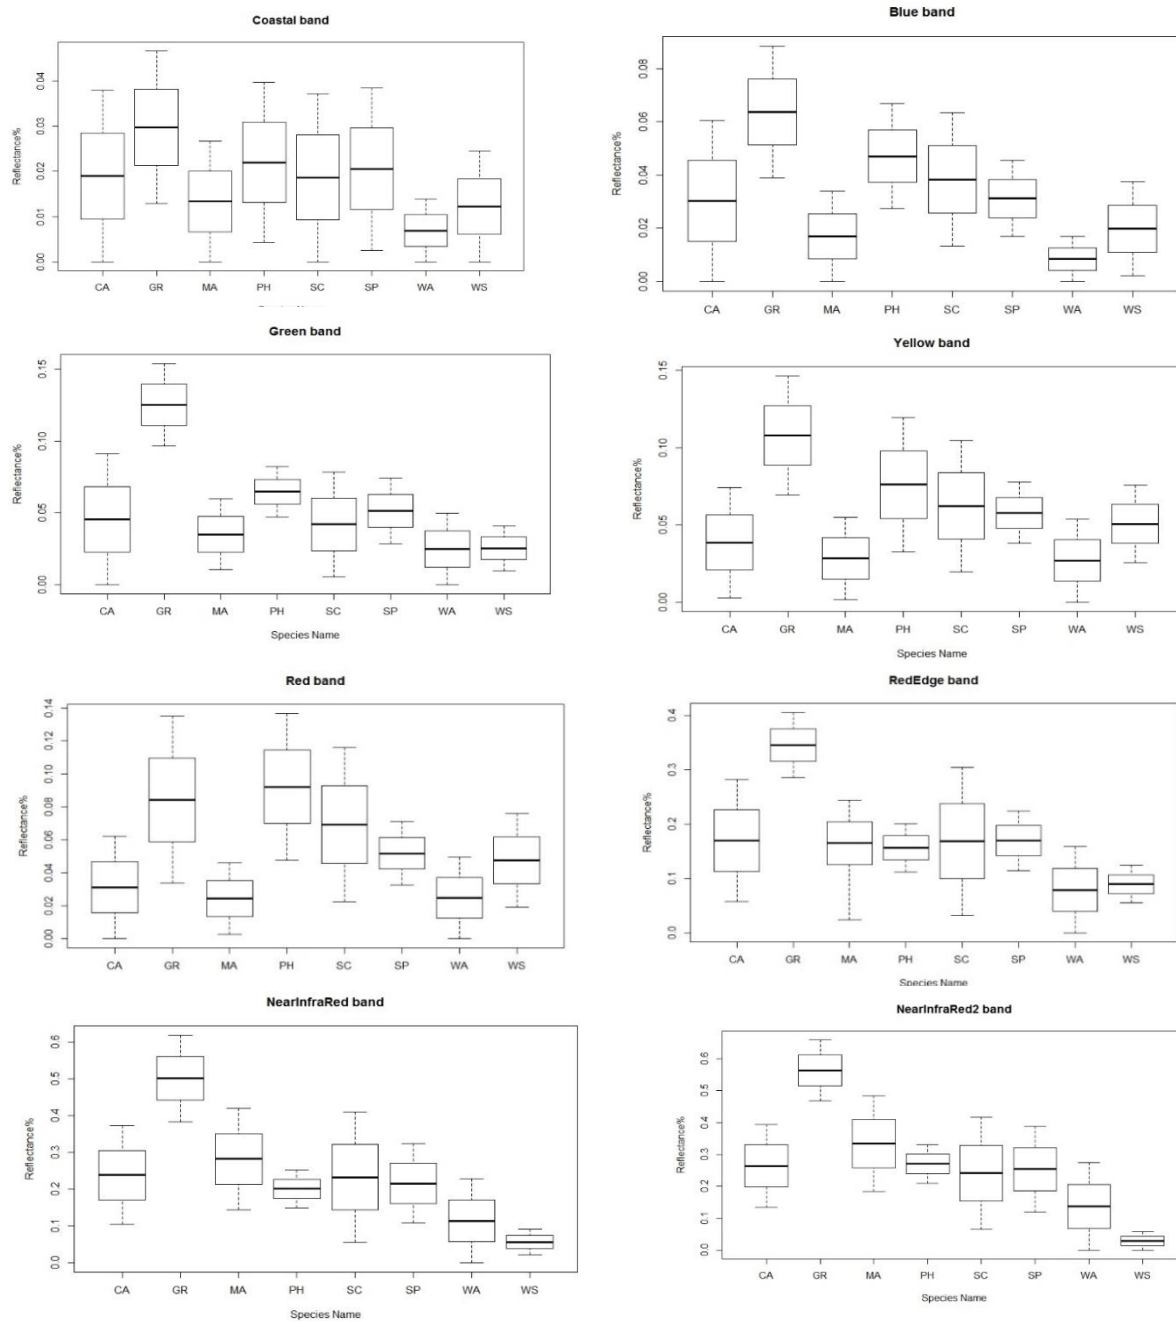 Coastal band
Reflectance%
0.00 0.01 0.02 0.03 0.04
CA GR MA PH SC SP WA WS
Blue band
Reflectance%
0.00 0.02 0.04 0.06 0.08
CA GR MA PH SC SP WA WS
Green band
Reflectance%
0.00 0.05 0.10 0.15
CA GR MA PH SC SP WA WS
Species Name
Yellow band
Reflectance%
0.00 0.05 0.10 0.15
CA GR MA PH SC SP WA WS
Species Name
Red band
Reflectance%
0.00 0.02 0.04 0.06 0.08 0.10 0.12 0.14
CA GR MA PH SC SP WA WS
RedEdge band
Reflectance%
0.0 0.1 0.2 0.3 0.4
CA GR MA PH SC SP WA WS
Species Name
NearInfraRed band
Reflectance%
0.0 0.1 0.2 0.3 0.4 0.5 0.6
CA GR MA PH SC SP WA WS
Species Name
NearInfraRed2 band
Reflectance%
0.0 0.1 0.2 0.3 0.4 0.5 0.6
CA GR MA PH SC SP WA WS